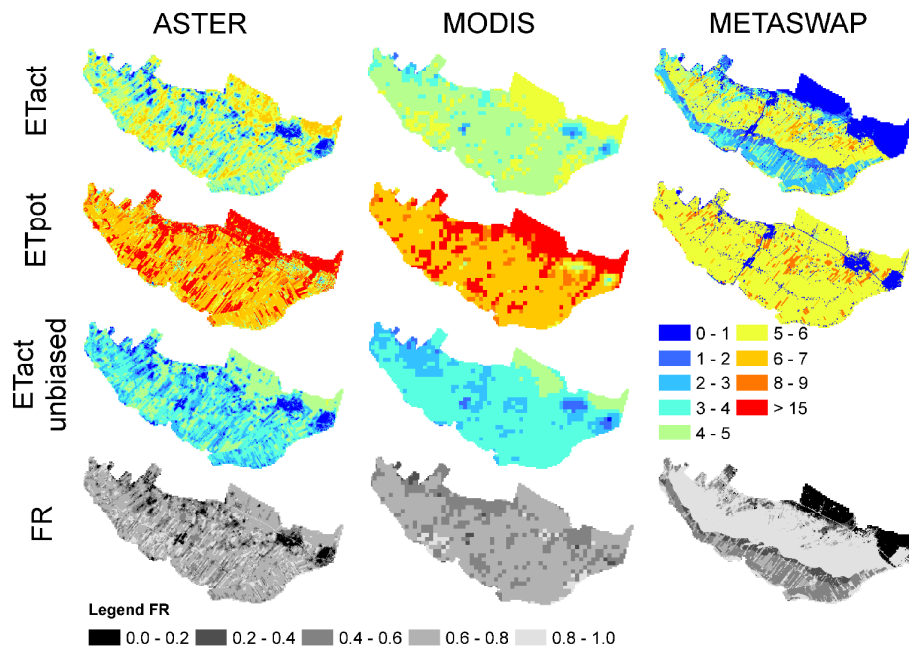 ASTER MODIS METASWAP
ETact
ETpot
ETact
unbiased
FR
0 - 1 5 - 6
1 - 2 6 - 7
2 - 3 8 - 9
3 - 4 > 15
4 - 5
Legend FR
0.0 - 0.2 0.2 - 0.4 0.4 - 0.6 0.6 - 0.8 0.8 - 1.0